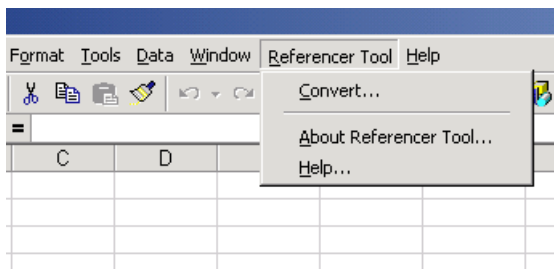 Format Tools Data Window Referencer Tool Help
Convert...
=
About Referencer Tool...
C D
Help...